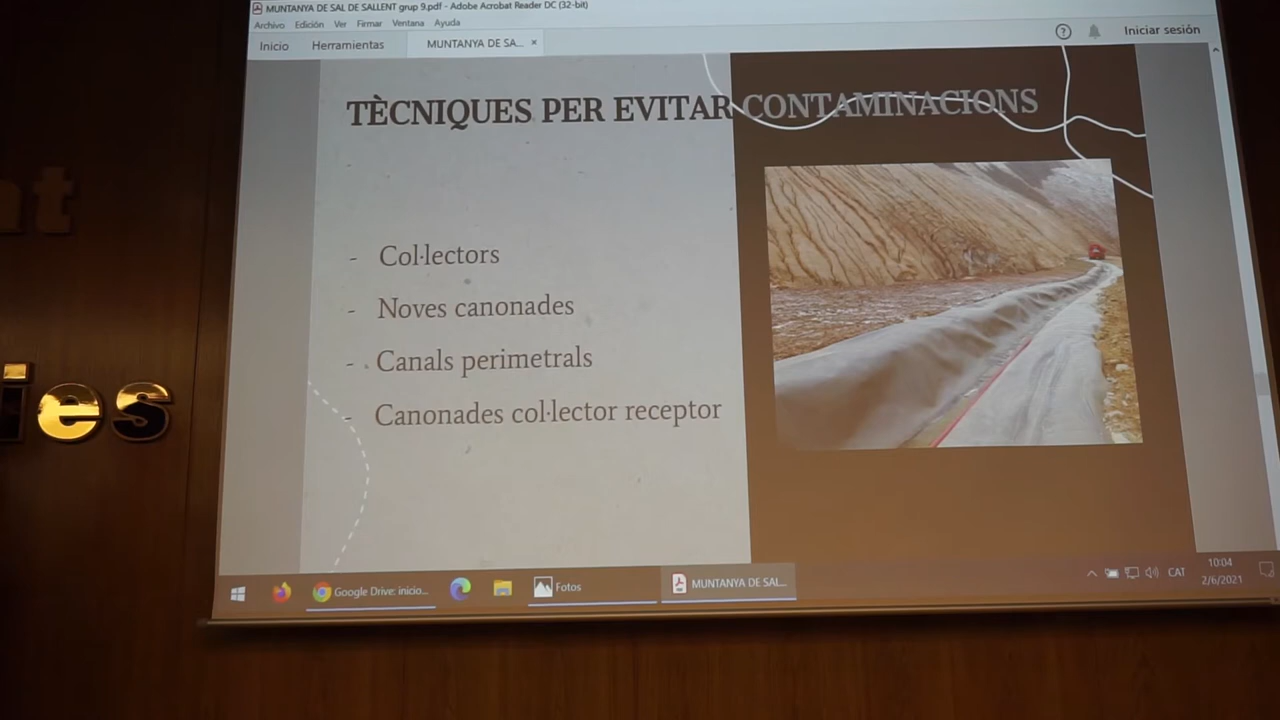 MUNTANYA DE SAL DE SALLENT grup 9.pdf - Adobe Acrobat Reader DC (32-bit)
Archivo Edición Ver Firmar Ventana Ayuda
Inicio Herramientas MUNTANYA DE SA... × ? Iniciar sesión
TÈCNIQUES PER EVITAR CONTAMINACIONS
- Col·lectors
- Noves canonades
- Canals perimetrals
- Canonades col·lector receptor
ies
Google Drive: inicio... Fotos MUNTANYA DE SAL... CAT 10:04
2/6/2021